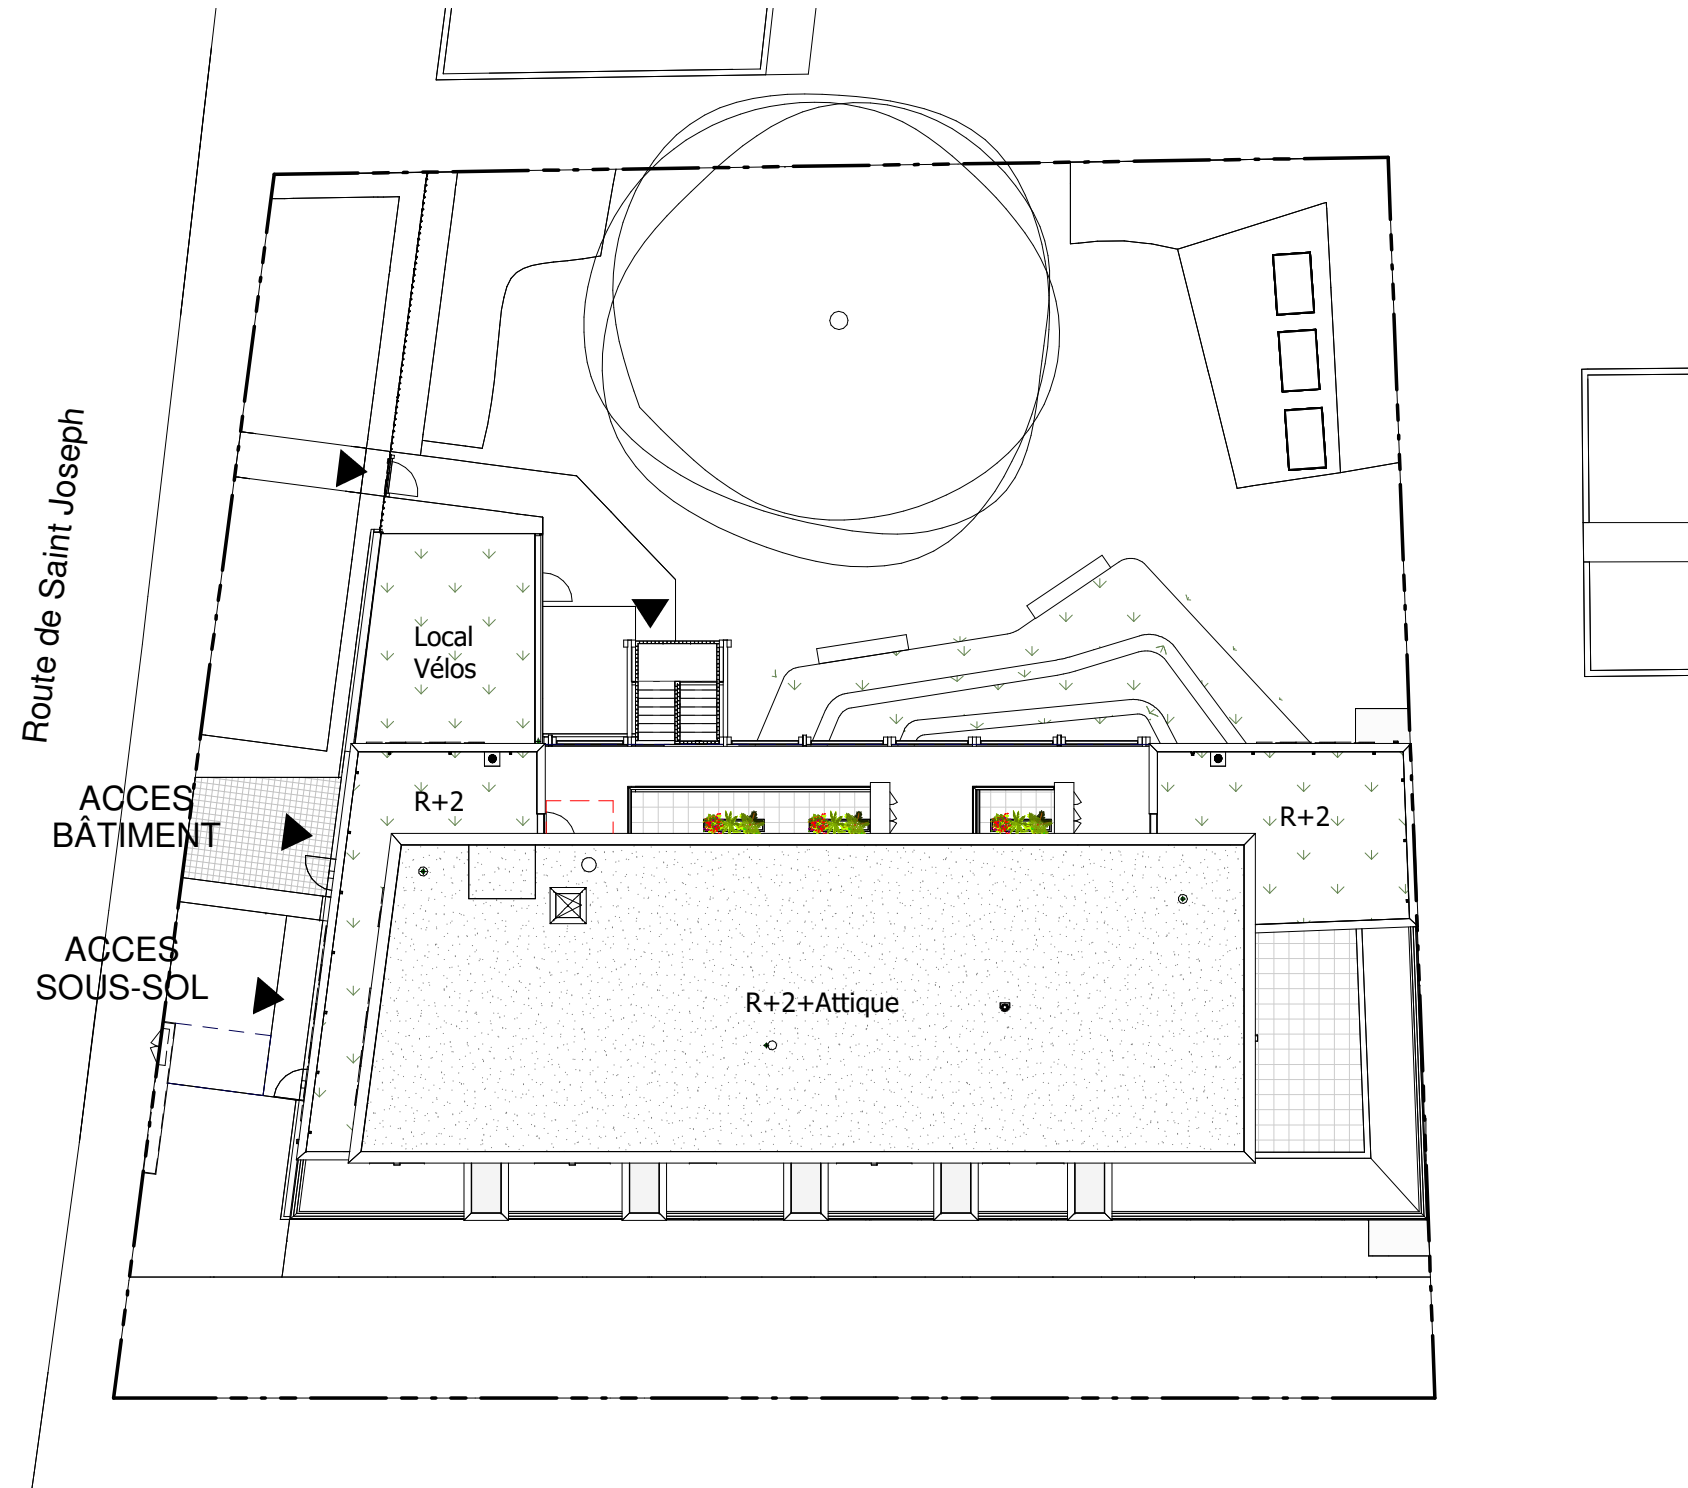 Route de Saint Joseph
Local
Vélos
ACCES
BÂTIMENT
R+2
R+2
ACCES
SOUS-SOL
R+2+Attique